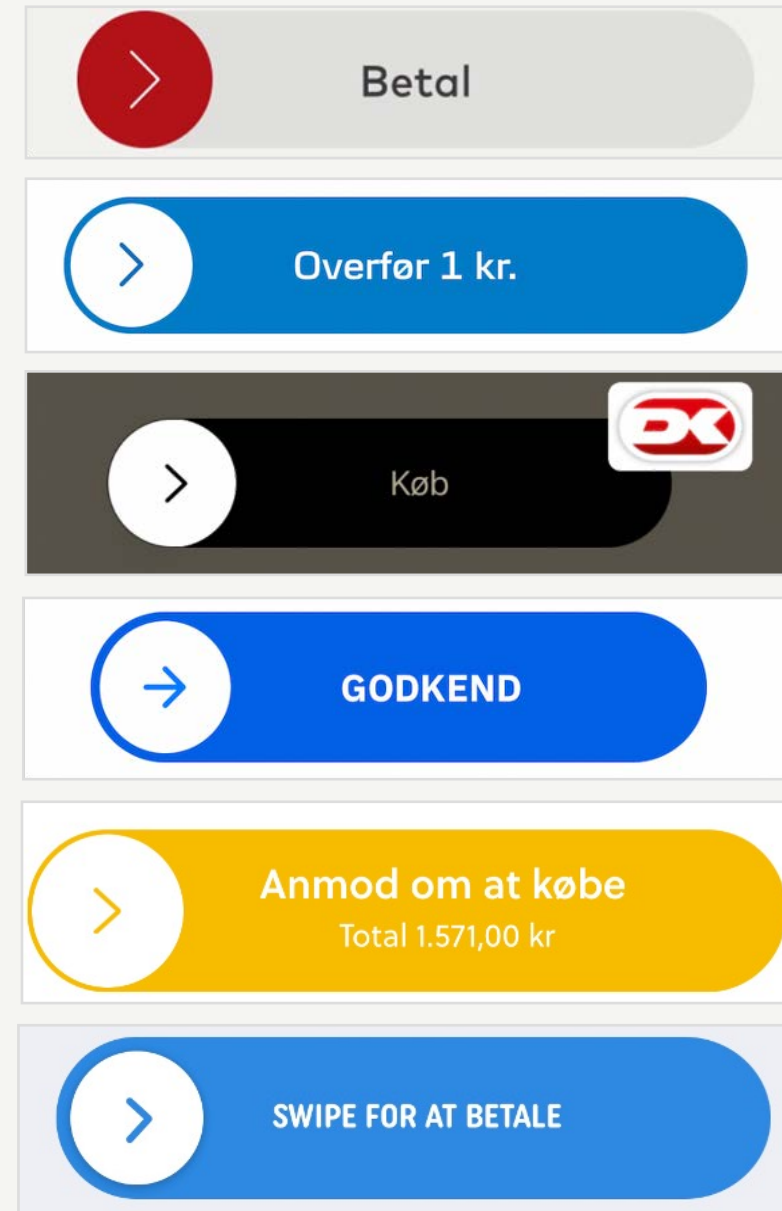 Betal
Overfør 1 kr.
DK
Køb
GODKEND
Anmod om at købe
Total 1.571,00 kr
SWIPE FOR AT BETALE